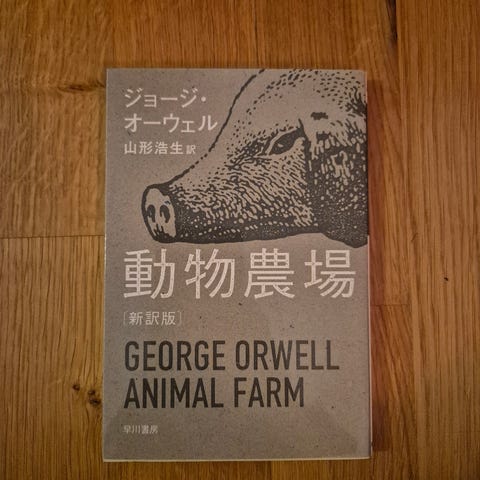 ジョージ・
オーウェル
山形浩生 訳
動物農場
〔新訳版〕
GEORGE ORWELL
ANIMAL FARM
早川書房